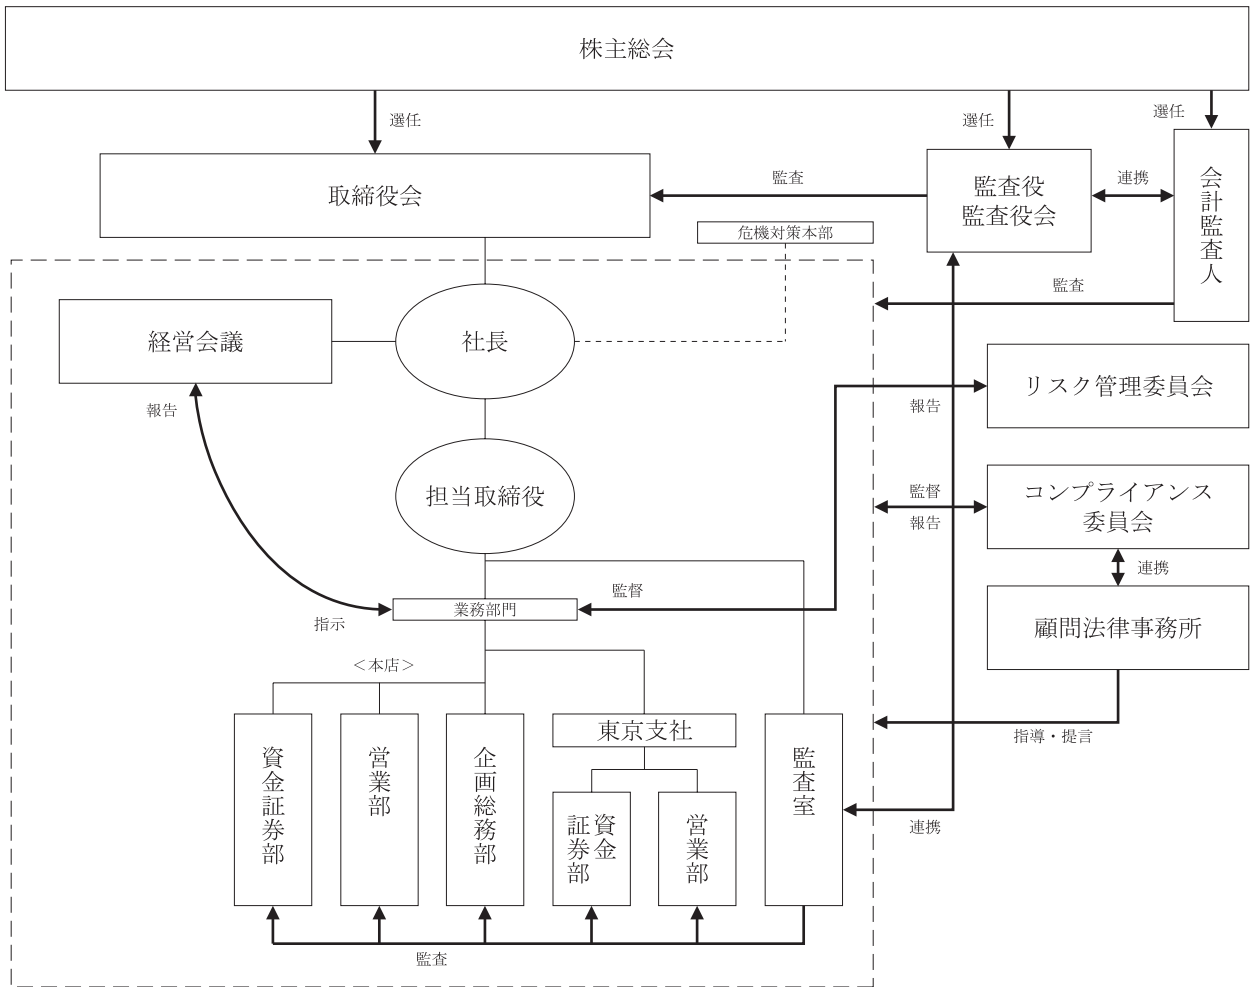 株主総会
選任
選任
選任
取締役会
監査
監査役
監査役会
連携
会計監査人
危機対策本部
監査
経営会議
社長
報告
リスク管理委員会
報告
担当取締役
監督
報告
コンプライアンス
委員会
連携
監督
業務部門
指示
顧問法律事務所
指導・提言
＜本店＞
資金証券部
営業部
企画総務部
東京支社
資金
証券部
営業部
監査室
連携
監査